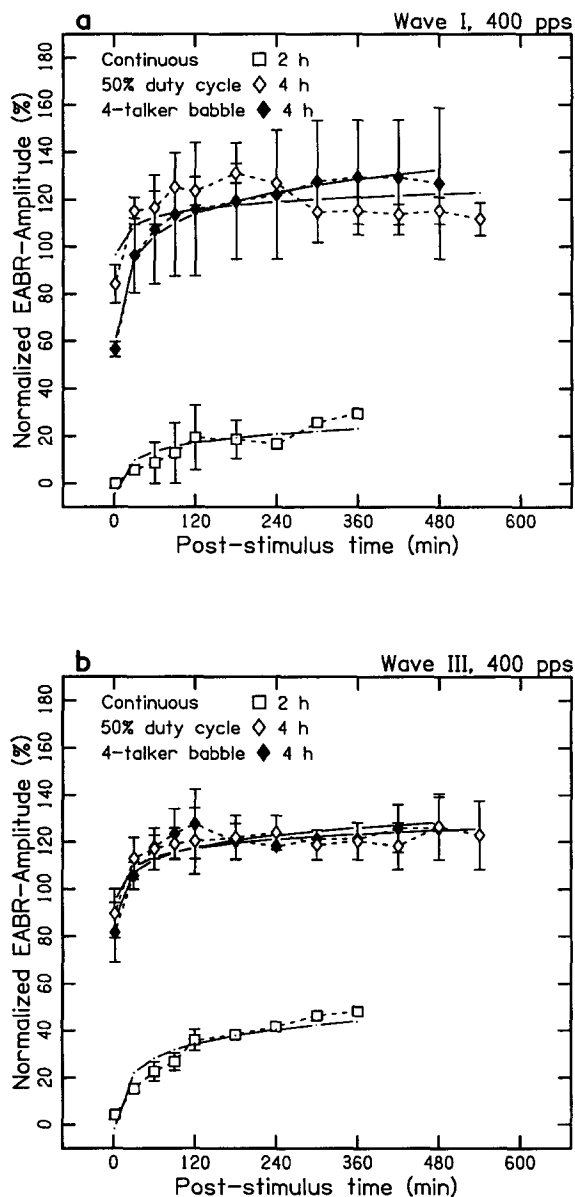 a
Wave I, 400 pps
Normalized EABR-Amplitude (%)
180
160
140
120
100
80
60
40
20
0
Continuous □ 2 h
50% duty cycle ◇ 4 h
4-talker babble ◆ 4 h
0 120 240 360 480 600
Post-stimulus time (min)
b
Wave III, 400 pps
Normalized EABR-Amplitude (%)
180
160
140
120
100
80
60
40
20
0
Continuous □ 2 h
50% duty cycle ◇ 4 h
4-talker babble ◆ 4 h
0 120 240 360 480 600
Post-stimulus time (min)